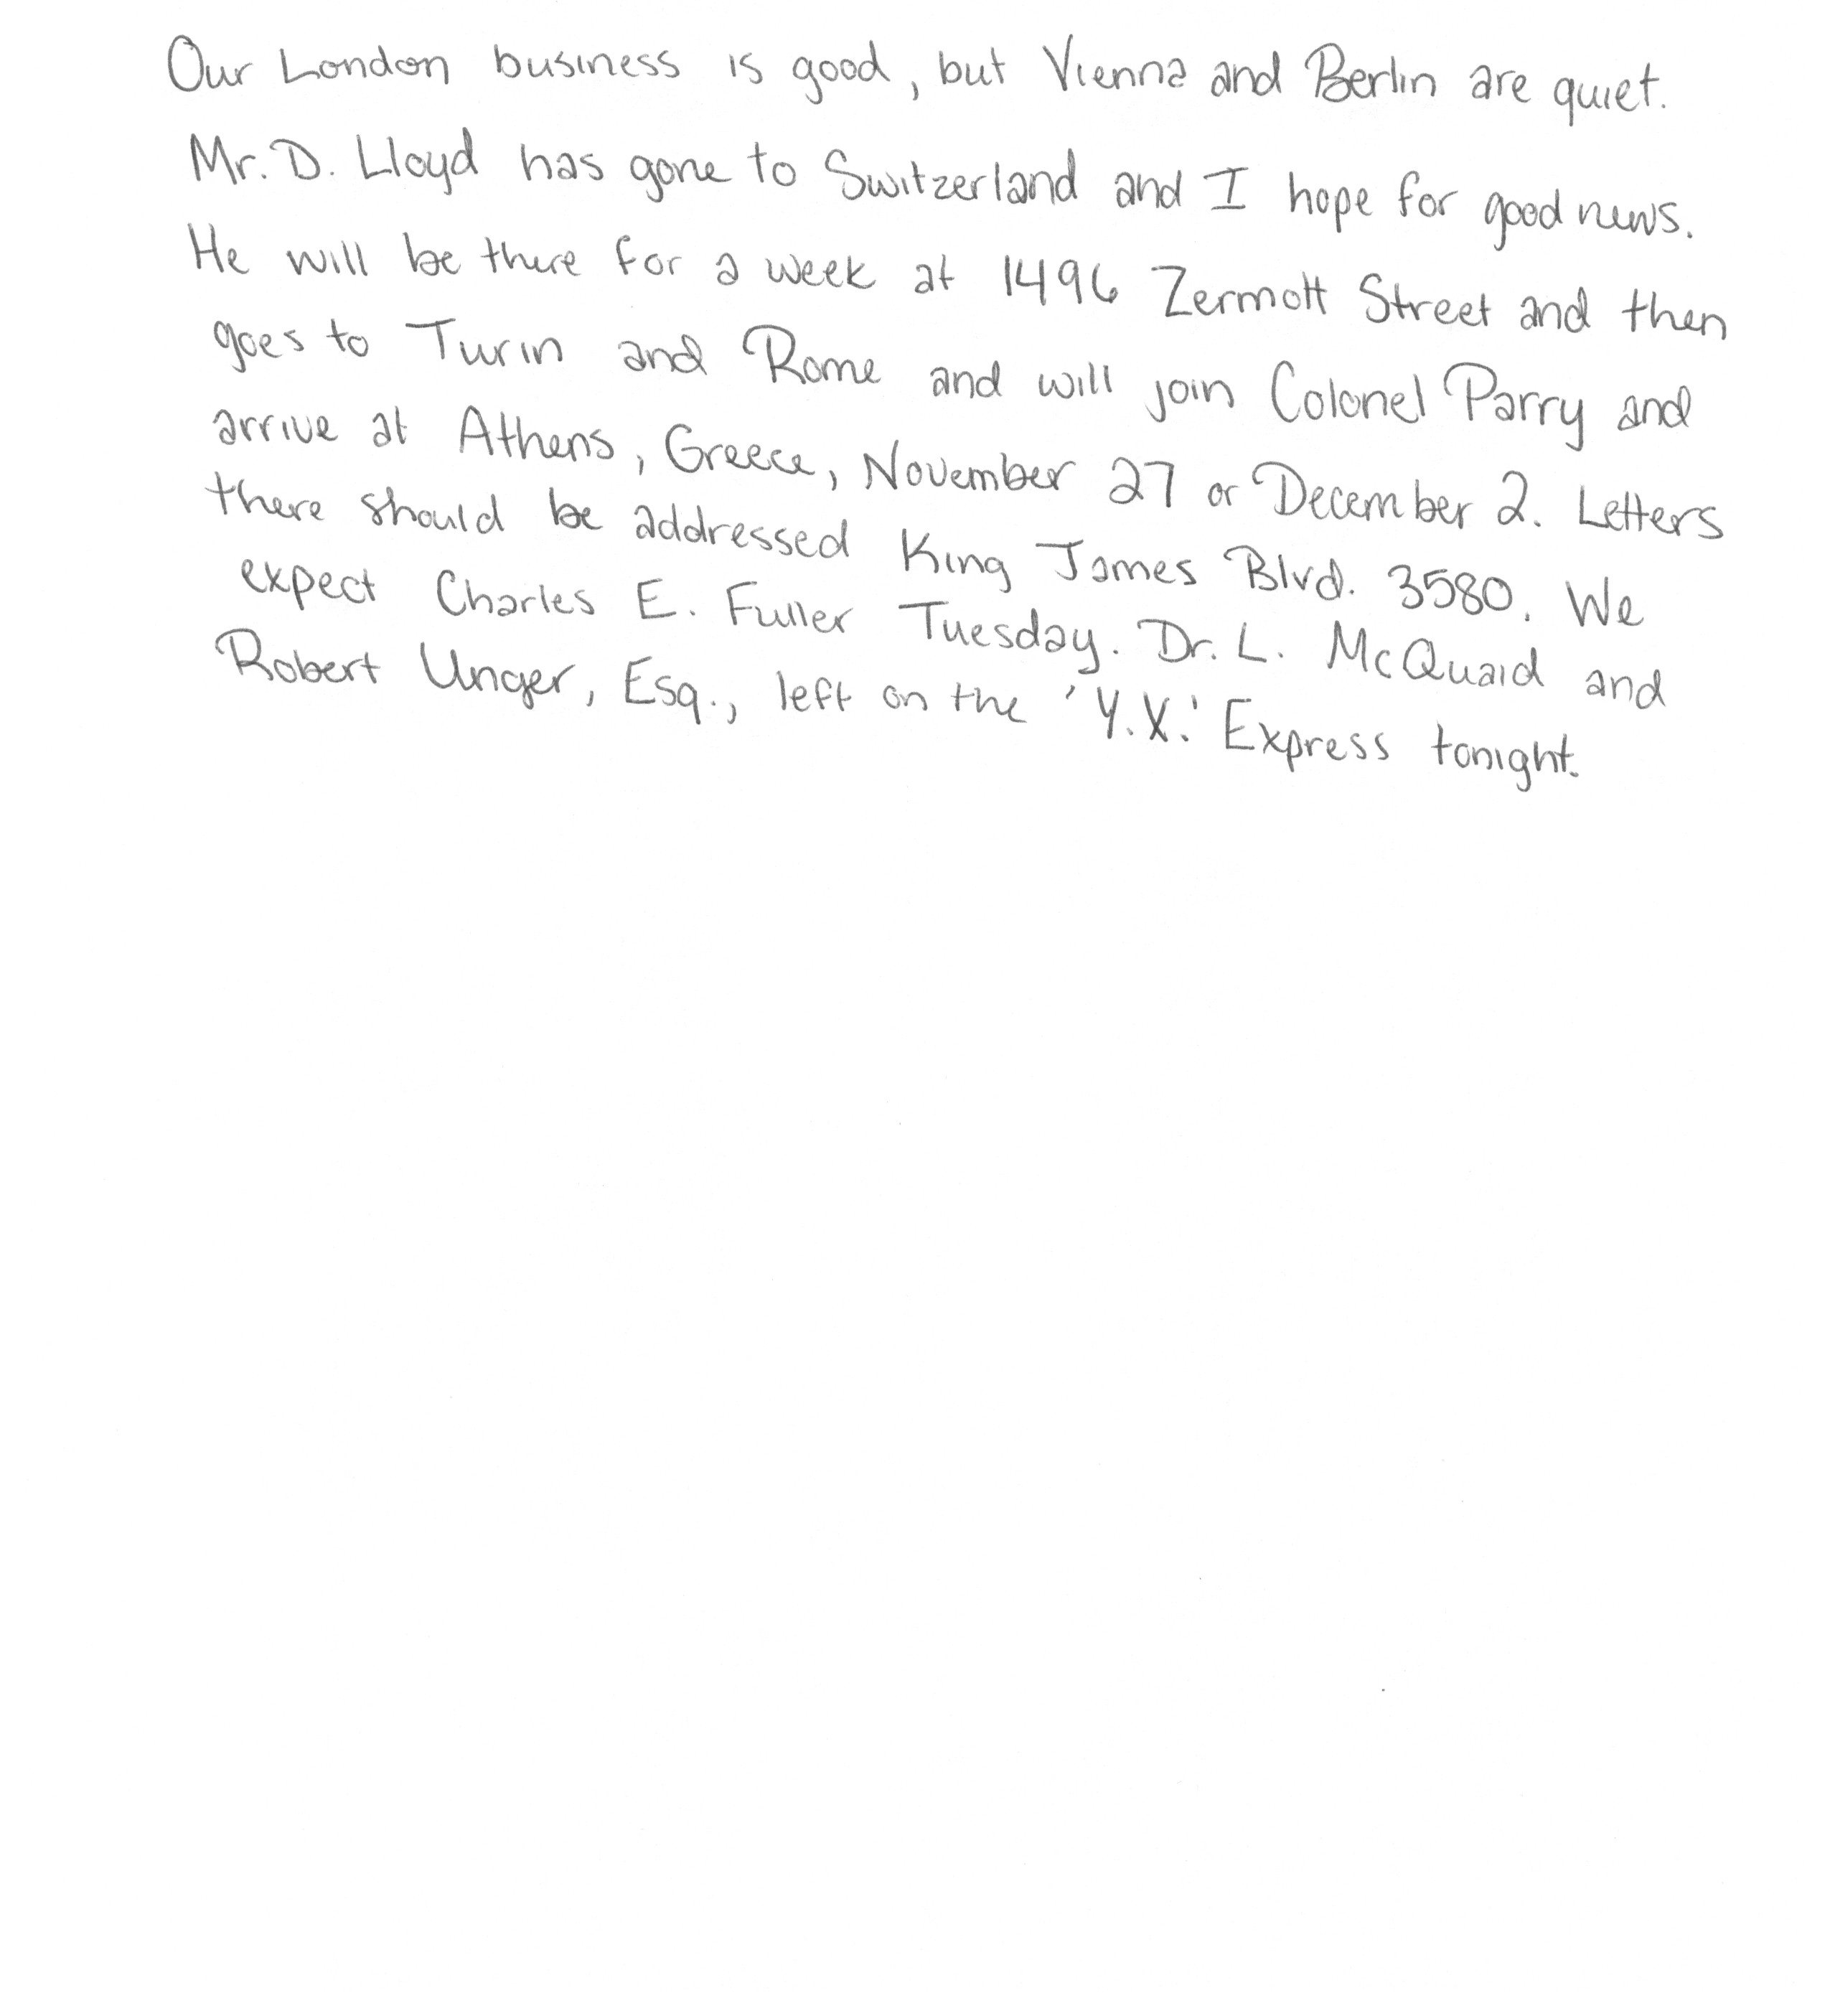 Our London business is good, but Vienna and Berlin are quiet.
Mr. D. Lloyd has gone to Switzerland and I hope for good news.
He will be there for a week at 1496 Zermott Street and then
goes to Turin and Rome and will join Colonel Parry and
arrive at Athens, Greece, November 27 or December 2. Letters
there should be addressed King James Blvd. 3580. We
expect Charles E. Fuller Tuesday. Dr. L. McQuaid and
Robert Unger, Esq., left on the 'Y.X.' Express tonight.